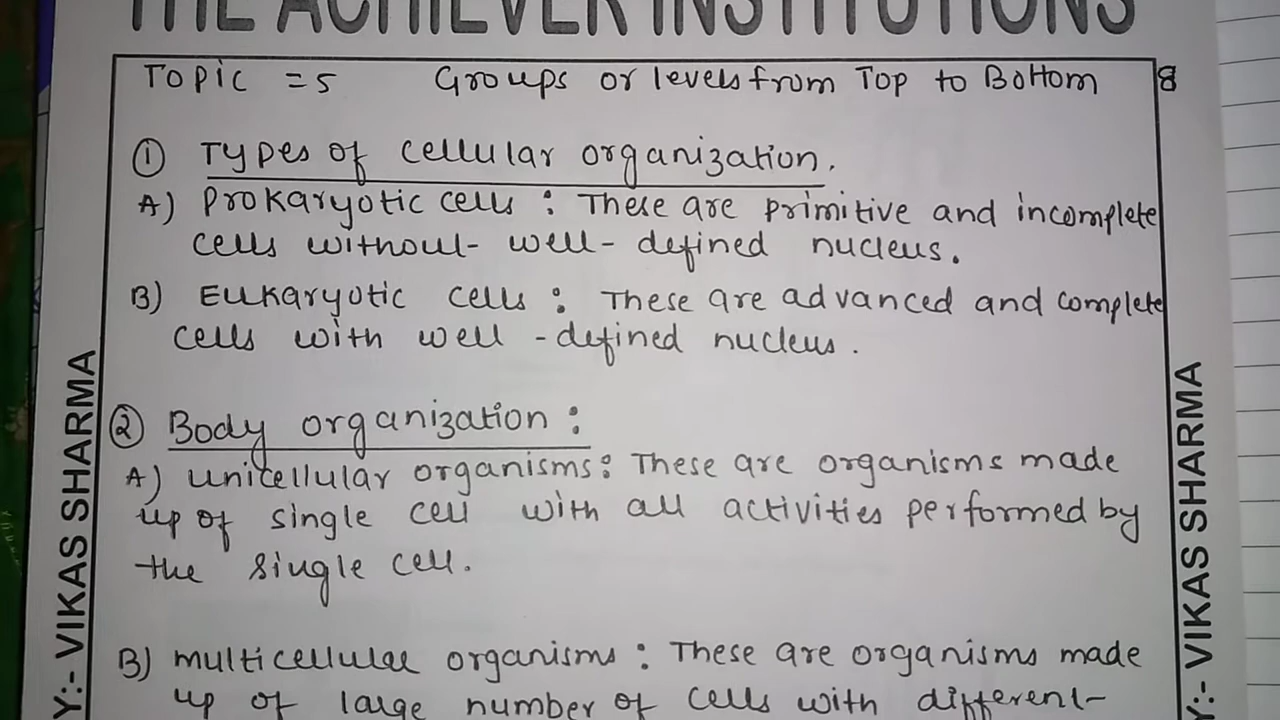 THE ACHIEVER INSTITUTIONS
Topic = 5 Groups or levels from Top to Bottom
8
① Types of cellular organization.
A) Prokaryotic cells : These are primitive and incomplete
cells without well-defined nucleus.
B) Eukaryotic cells : These are advanced and complete
cells with well-defined nucleus.
② Body organization :
A) unicellular organisms : These are organisms made
up of single cell with all activities performed by
the single cell.
B) multicellular organisms : These are organisms made
up of large number of cells with different-
Y:- VIKAS SHARMA
Y:- VIKAS SHARMA